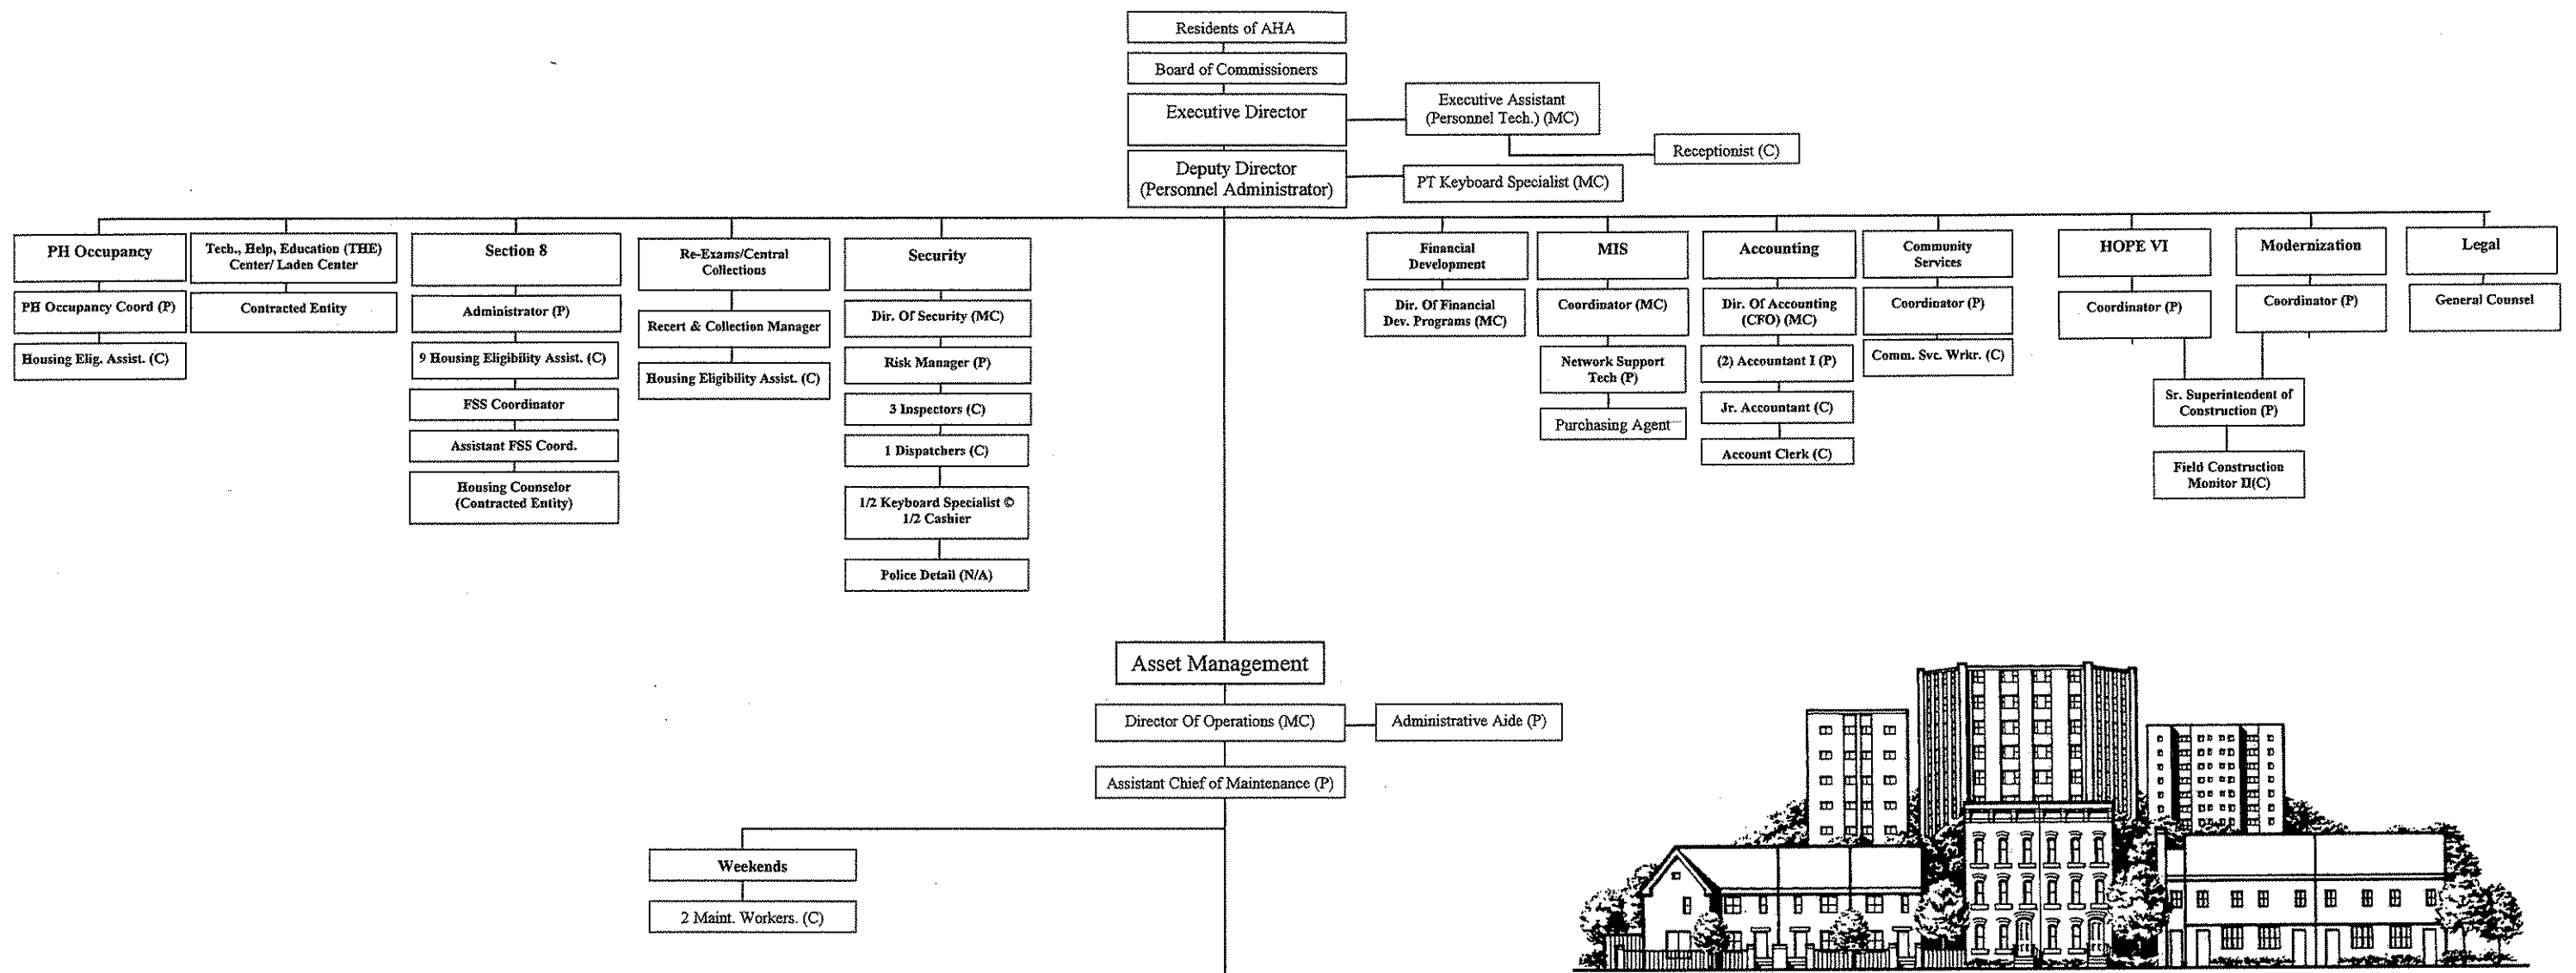 Residents of AHA
Board of Commissioners
Executive Director
Executive Assistant
(Personnel Tech.) (MC)
Receptionist (C)
Deputy Director
(Personnel Administrator)
PT Keyboard Specialist (MC)
PH Occupancy
PH Occupancy Coord (P)
Housing Elig. Assist. (C)
Tech., Help, Education (THE)
Center/ Laden Center
Contracted Entity
Section 8
Administrator (P)
9 Housing Eligibility Assist. (C)
FSS Coordinator
Assistant FSS Coord.
Housing Counselor
(Contracted Entity)
Re-Exams/Central
Collections
Recert & Collection Manager
Housing Eligibility Assist. (C)
Security
Dir. Of Security (MC)
Risk Manager (P)
3 Inspectors (C)
1 Dispatchers (C)
1/2 Keyboard Specialist ©
1/2 Cashier
Police Detail (N/A)
Financial
Development
Dir. Of Financial
Dev. Programs (MC)
MIS
Coordinator (MC)
Network Support
Tech (P)
Purchasing Agent
Accounting
Dir. Of Accounting
(CFO) (MC)
(2) Accountant I (P)
Jr. Accountant (C)
Account Clerk (C)
Community
Services
Coordinator (P)
Comm. Svc. Wrkr. (C)
HOPE VI
Coordinator (P)
Modernization
Coordinator (P)
Sr. Superintendent of
Construction (P)
Field Construction
Monitor II(C)
Legal
General Counsel
Asset Management
Director Of Operations (MC)
Administrative Aide (P)
Assistant Chief of Maintenance (P)
Weekends
2 Maint. Workers. (C)